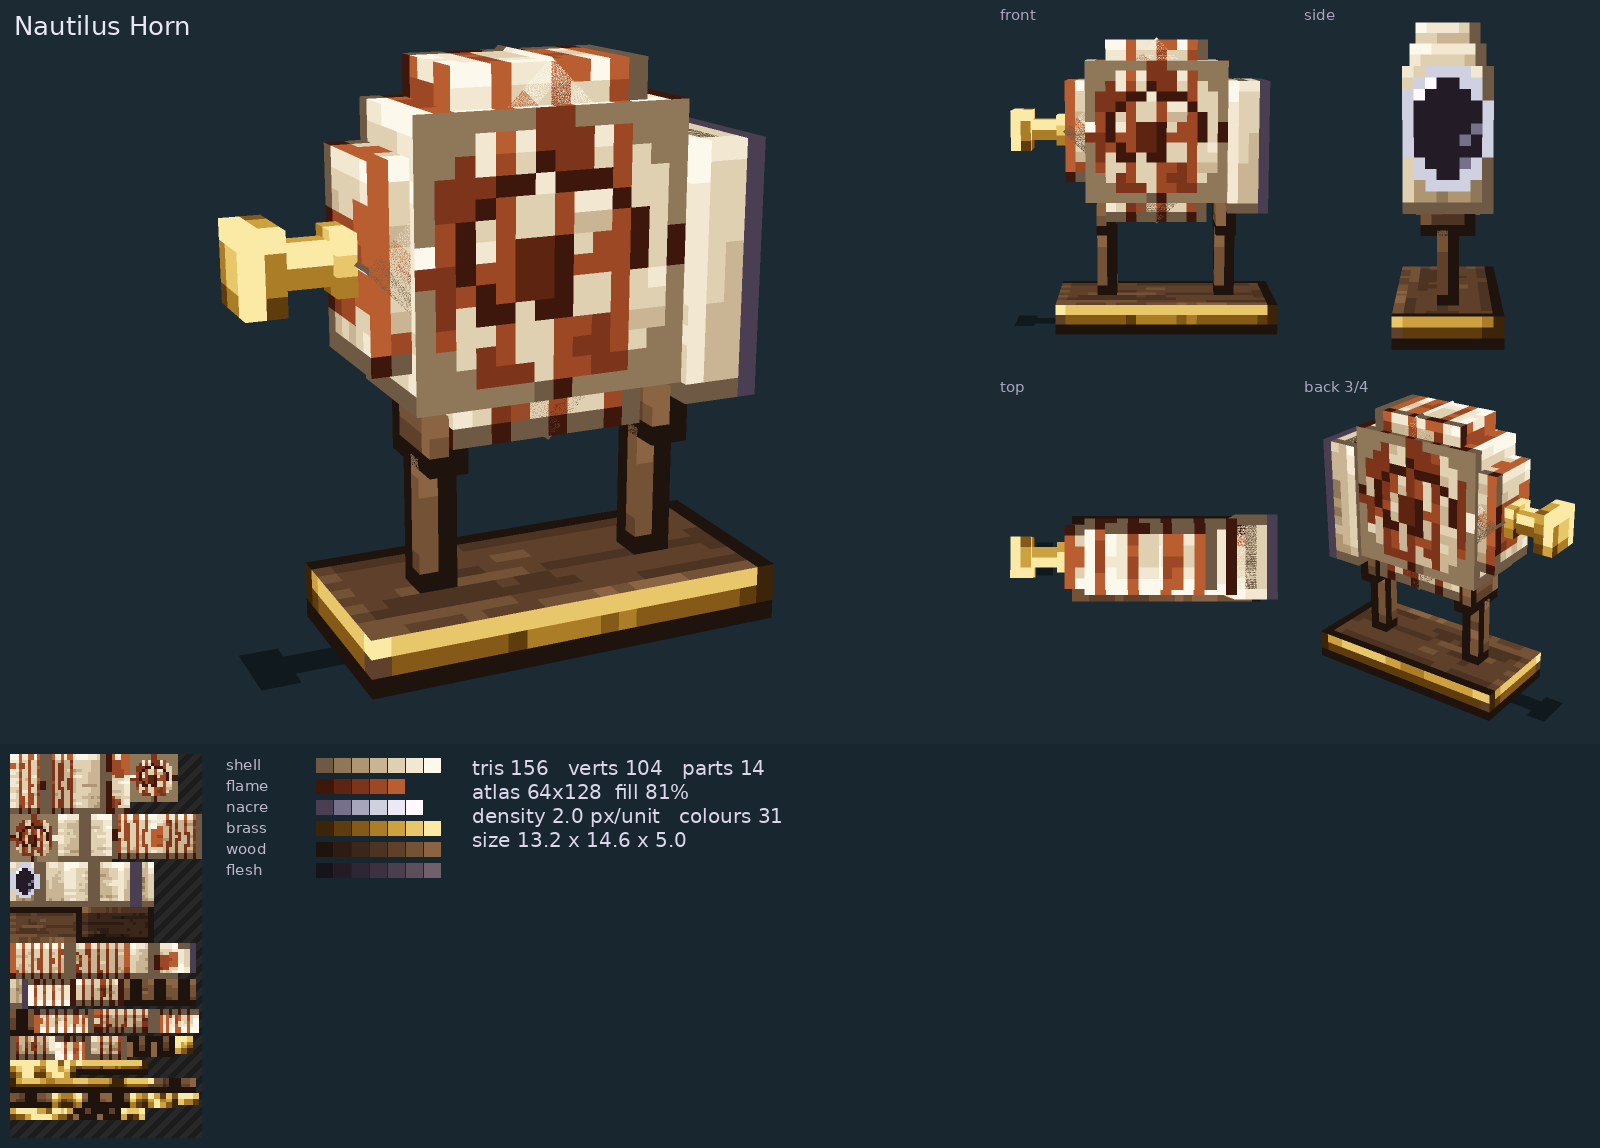 Nautilus Horn
front
side
top
back 3/4
shell
flame
nacre
brass
wood
flesh
tris 156 verts 104 parts 14
atlas 64x128 fill 81%
density 2.0 px/unit colours 31
size 13.2 x 14.6 x 5.0